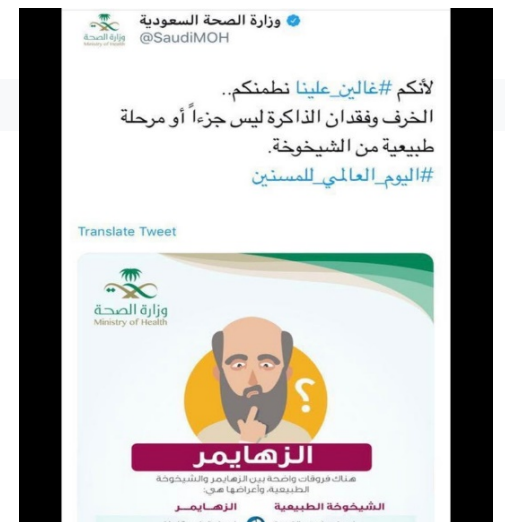 وزارة الصحة السعودية
@SaudiMOH
وزارة الصحة
Ministry of Health
لأنكم #غالين_علينا نطمنكم..
الخرف وفقدان الذاكرة ليس جزءاً أو مرحلة
طبيعية من الشيخوخة.
#اليوم_العالمي_للمسنين
Translate Tweet
وزارة الصحة
Ministry of Health
؟
الزهايمر
هناك فروقات واضحة بين الزهايمر والشيخوخة
الطبيعية، وأعراضها هي:
الشيخوخة الطبيعية الزهــايمــر